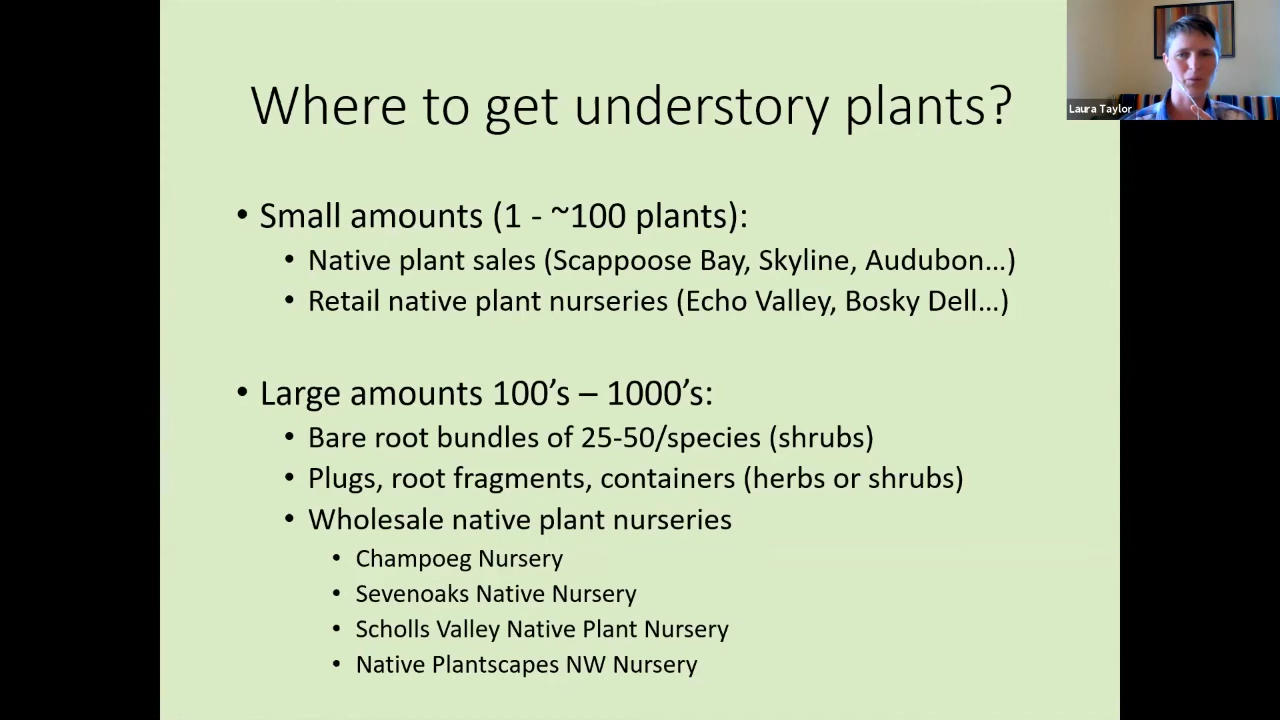 Where to get understory plants?
Laura Taylor
• Small amounts (1 - ~100 plants):
• Native plant sales (Scappoose Bay, Skyline, Audubon…)
• Retail native plant nurseries (Echo Valley, Bosky Dell…)
• Large amounts 100’s – 1000’s:
• Bare root bundles of 25-50/species (shrubs)
• Plugs, root fragments, containers (herbs or shrubs)
• Wholesale native plant nurseries
• Champoeg Nursery
• Sevenoaks Native Nursery
• Scholls Valley Native Plant Nursery
• Native Plantscapes NW Nursery